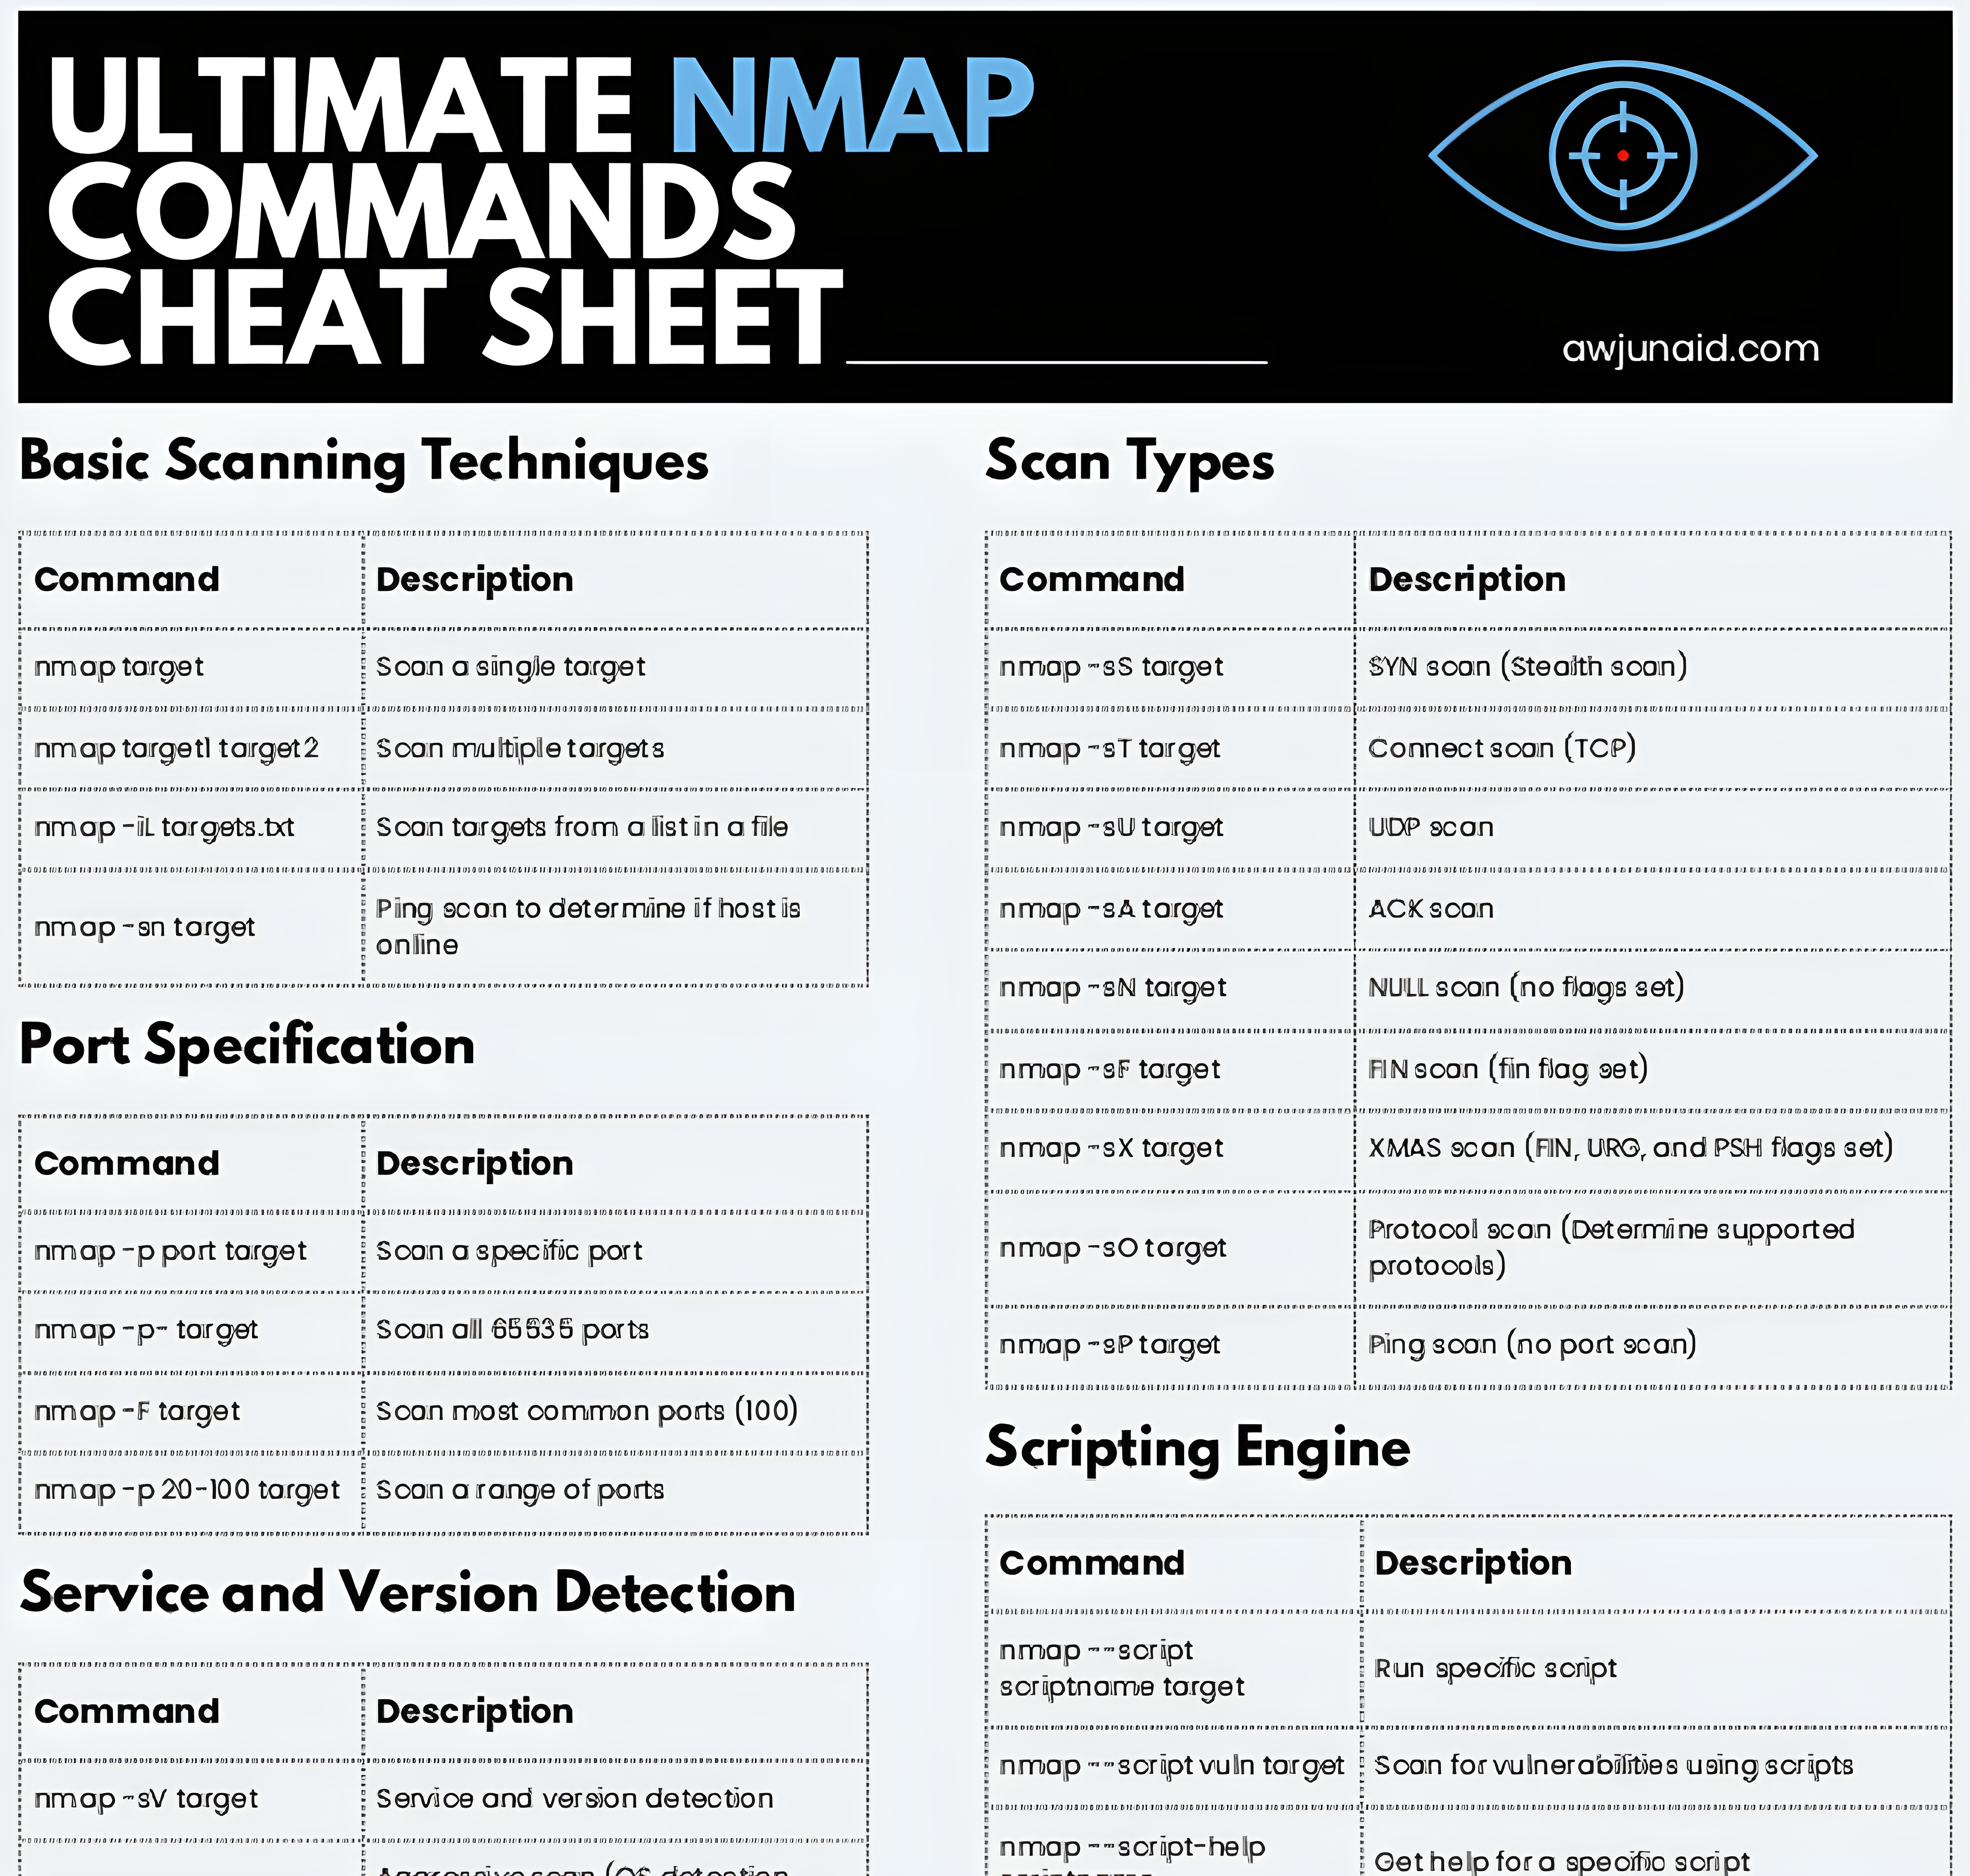 ULTIMATE NMAP
COMMANDS
CHEAT SHEET
awjunaid.com
Basic Scanning Techniques
Command Description
nmap target Scan a single target
nmap target1 target2 Scan multiple targets
nmap -iL targets.txt Scan targets from a list in a file
nmap -sn target Ping scan to determine if host is
online
Port Specification
Command Description
nmap -p port target Scan a specific port
nmap -p- target Scan all 65535 ports
nmap -F target Scan most common ports (100)
nmap -p 20-100 target Scan a range of ports
Service and Version Detection
Command Description
nmap -sV target Service and version detection
Aggressive scan (OS detection,
Scan Types
Command Description
nmap -sS target SYN scan (Stealth scan)
nmap -sT target Connect scan (TCP)
nmap -sU target UDP scan
nmap -sA target ACK scan
nmap -sN target NULL scan (no flags set)
nmap -sF target FIN scan (fin flag set)
nmap -sX target XMAS scan (FIN, URG, and PSH flags set)
nmap -sO target Protocol scan (Determine supported
protocols)
nmap -sP target Ping scan (no port scan)
Scripting Engine
Command Description
nmap --script
scriptname target Run specific script
nmap --script vuln target Scan for vulnerabilities using scripts
nmap --script-help
Get help for a specific script